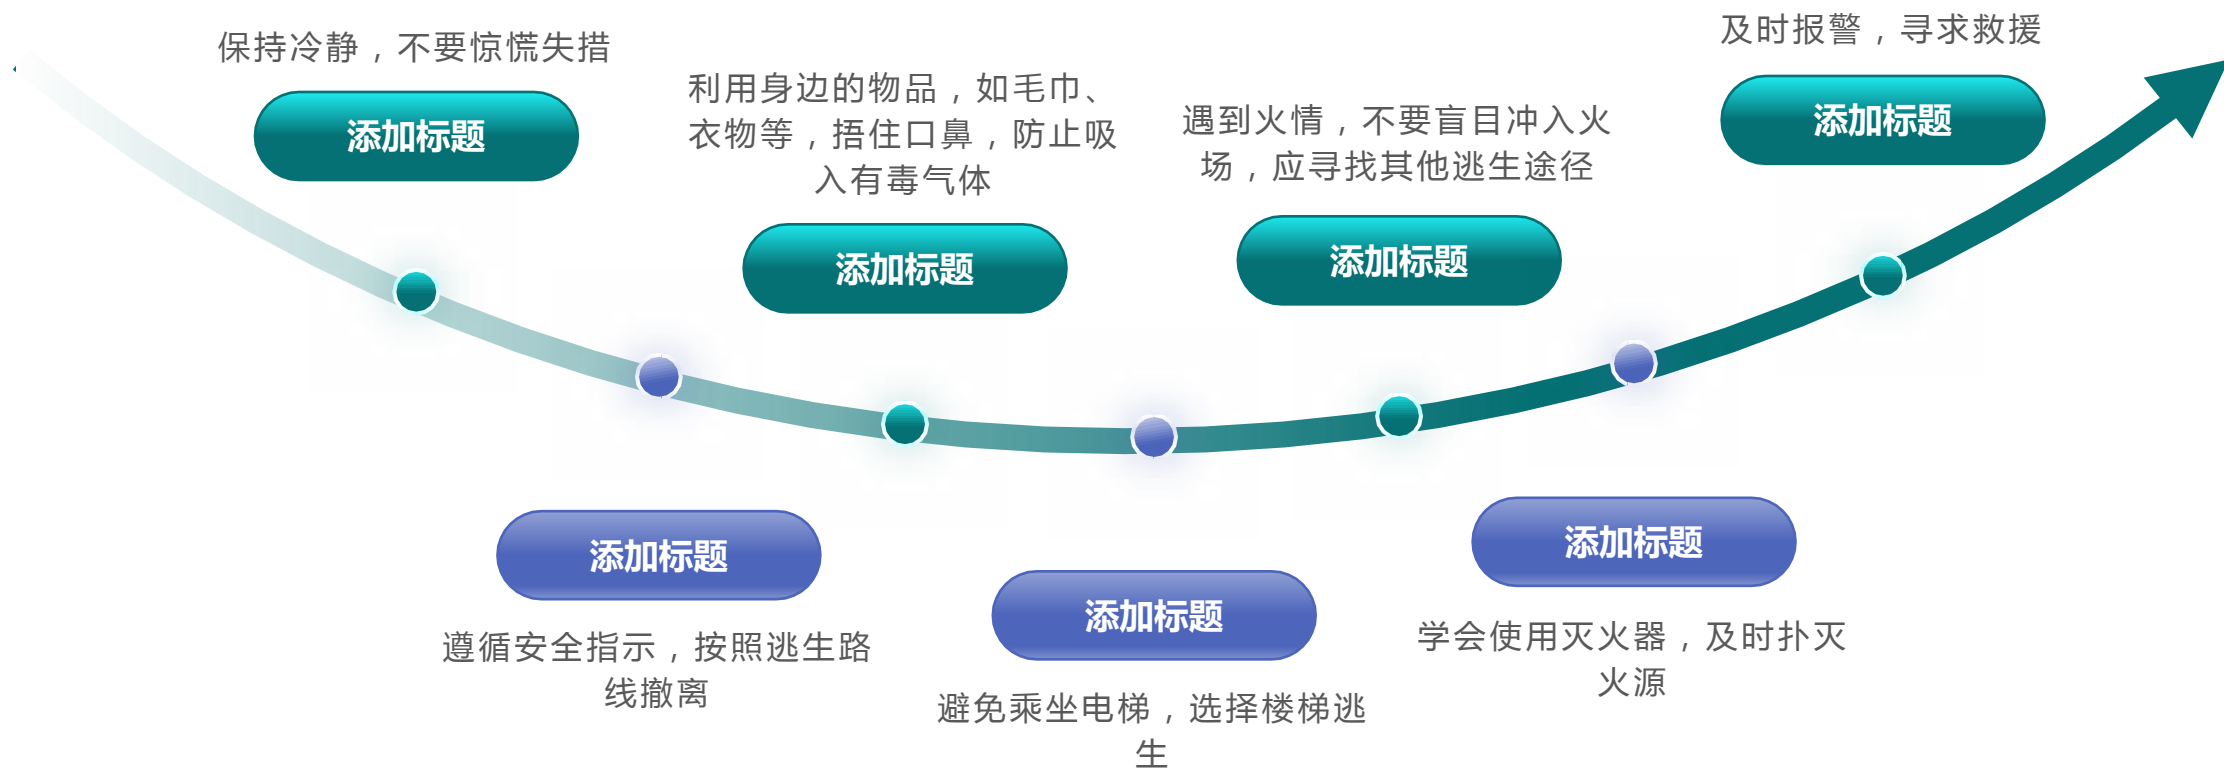 保持冷静，不要惊慌失措
添加标题
遵循安全指示，按照逃生路
线撤离
添加标题
利用身边的物品，如毛巾、
衣物等，捂住口鼻，防止吸
入有毒气体
添加标题
避免乘坐电梯，选择楼梯逃
生
添加标题
遇到火情，不要盲目冲入火
场，应寻找其他逃生途径
添加标题
学会使用灭火器，及时扑灭
火源
添加标题
及时报警，寻求救援
添加标题